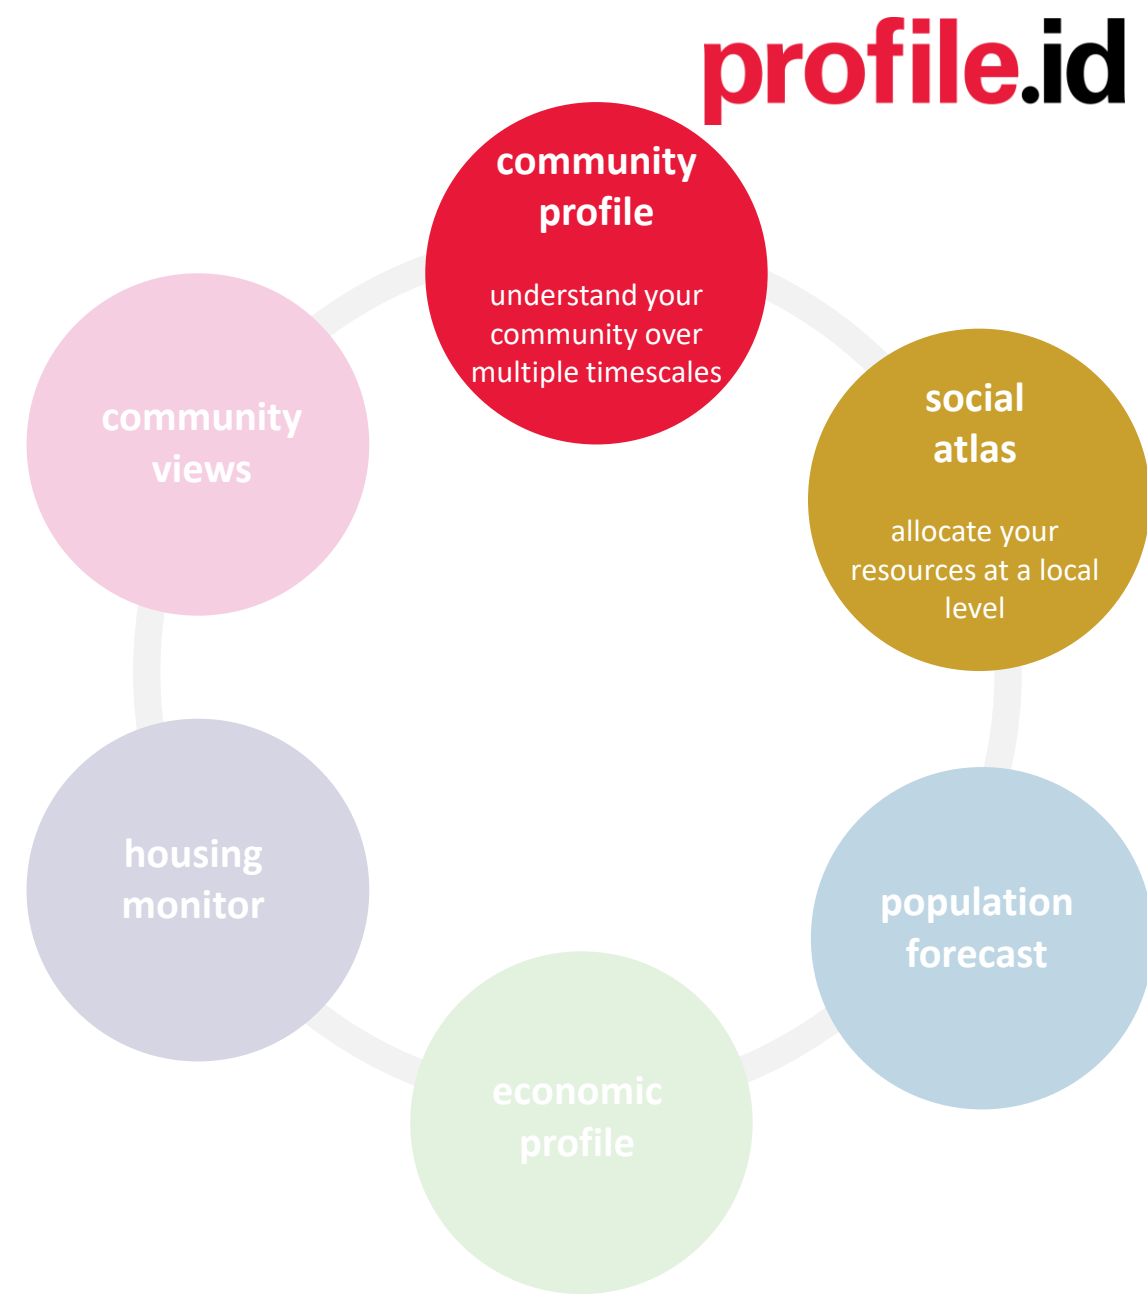 profile.id
community
profile
understand your
community over
multiple timescales
social
atlas
allocate your
resources at a local
level
population
forecast
economic
profile
housing
monitor
community
views